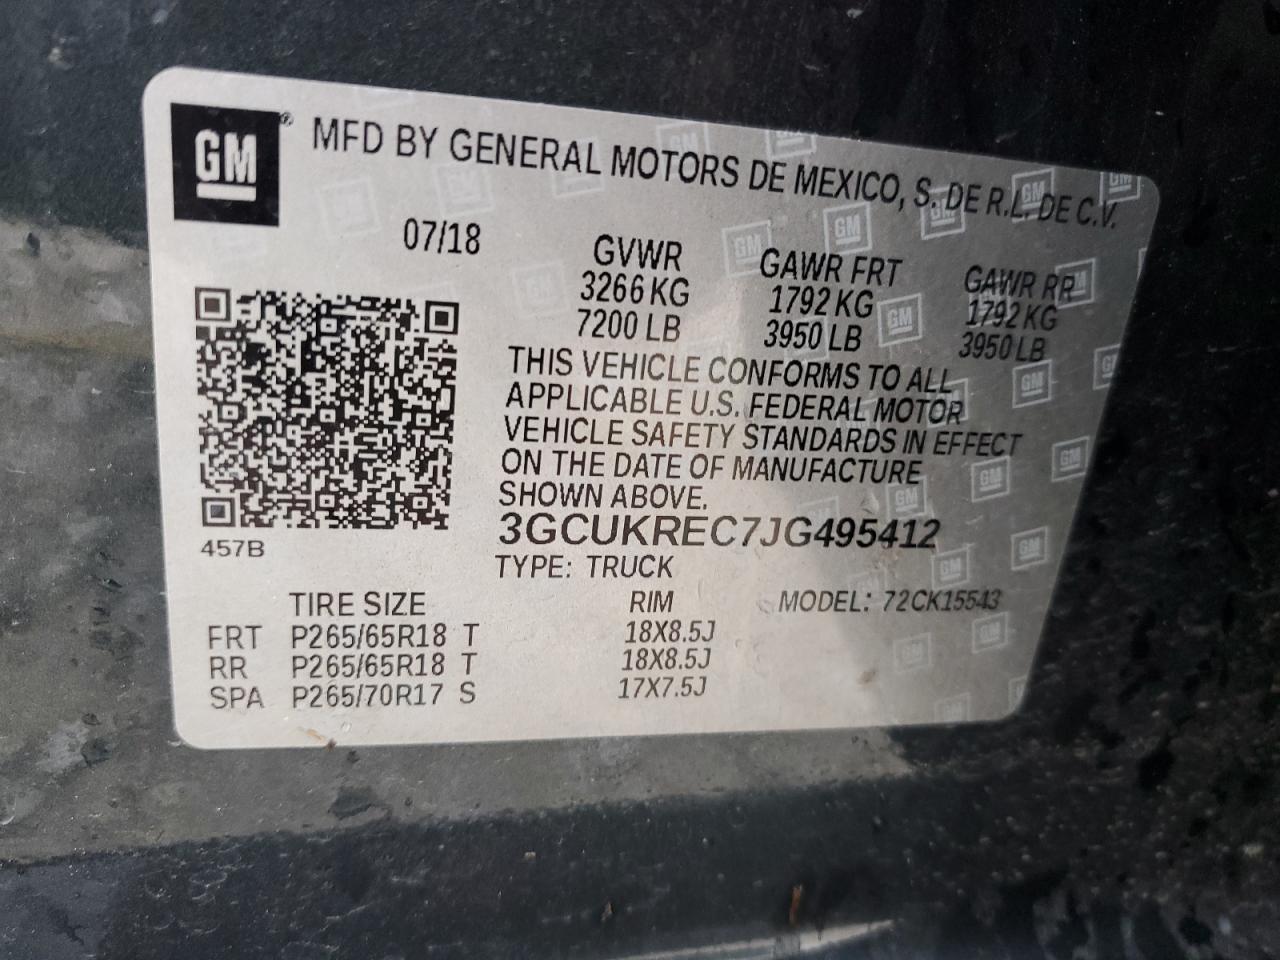 GM® MFD BY GENERAL MOTORS DE MEXICO, S. DE R.L. DE C.V.
07/18
GVWR GAWR FRT GAWR RR
3266 KG 1792 KG 1792 KG
7200 LB 3950 LB 3950 LB
THIS VEHICLE CONFORMS TO ALL
APPLICABLE U.S. FEDERAL MOTOR
VEHICLE SAFETY STANDARDS IN EFFECT
ON THE DATE OF MANUFACTURE
SHOWN ABOVE.
3GCUKREC7JG495412
457B
TYPE: TRUCK
TIRE SIZE RIM MODEL: 72CK15543
FRT P265/65R18 T 18X8.5J
RR P265/65R18 T 18X8.5J
SPA P265/70R17 S 17X7.5J